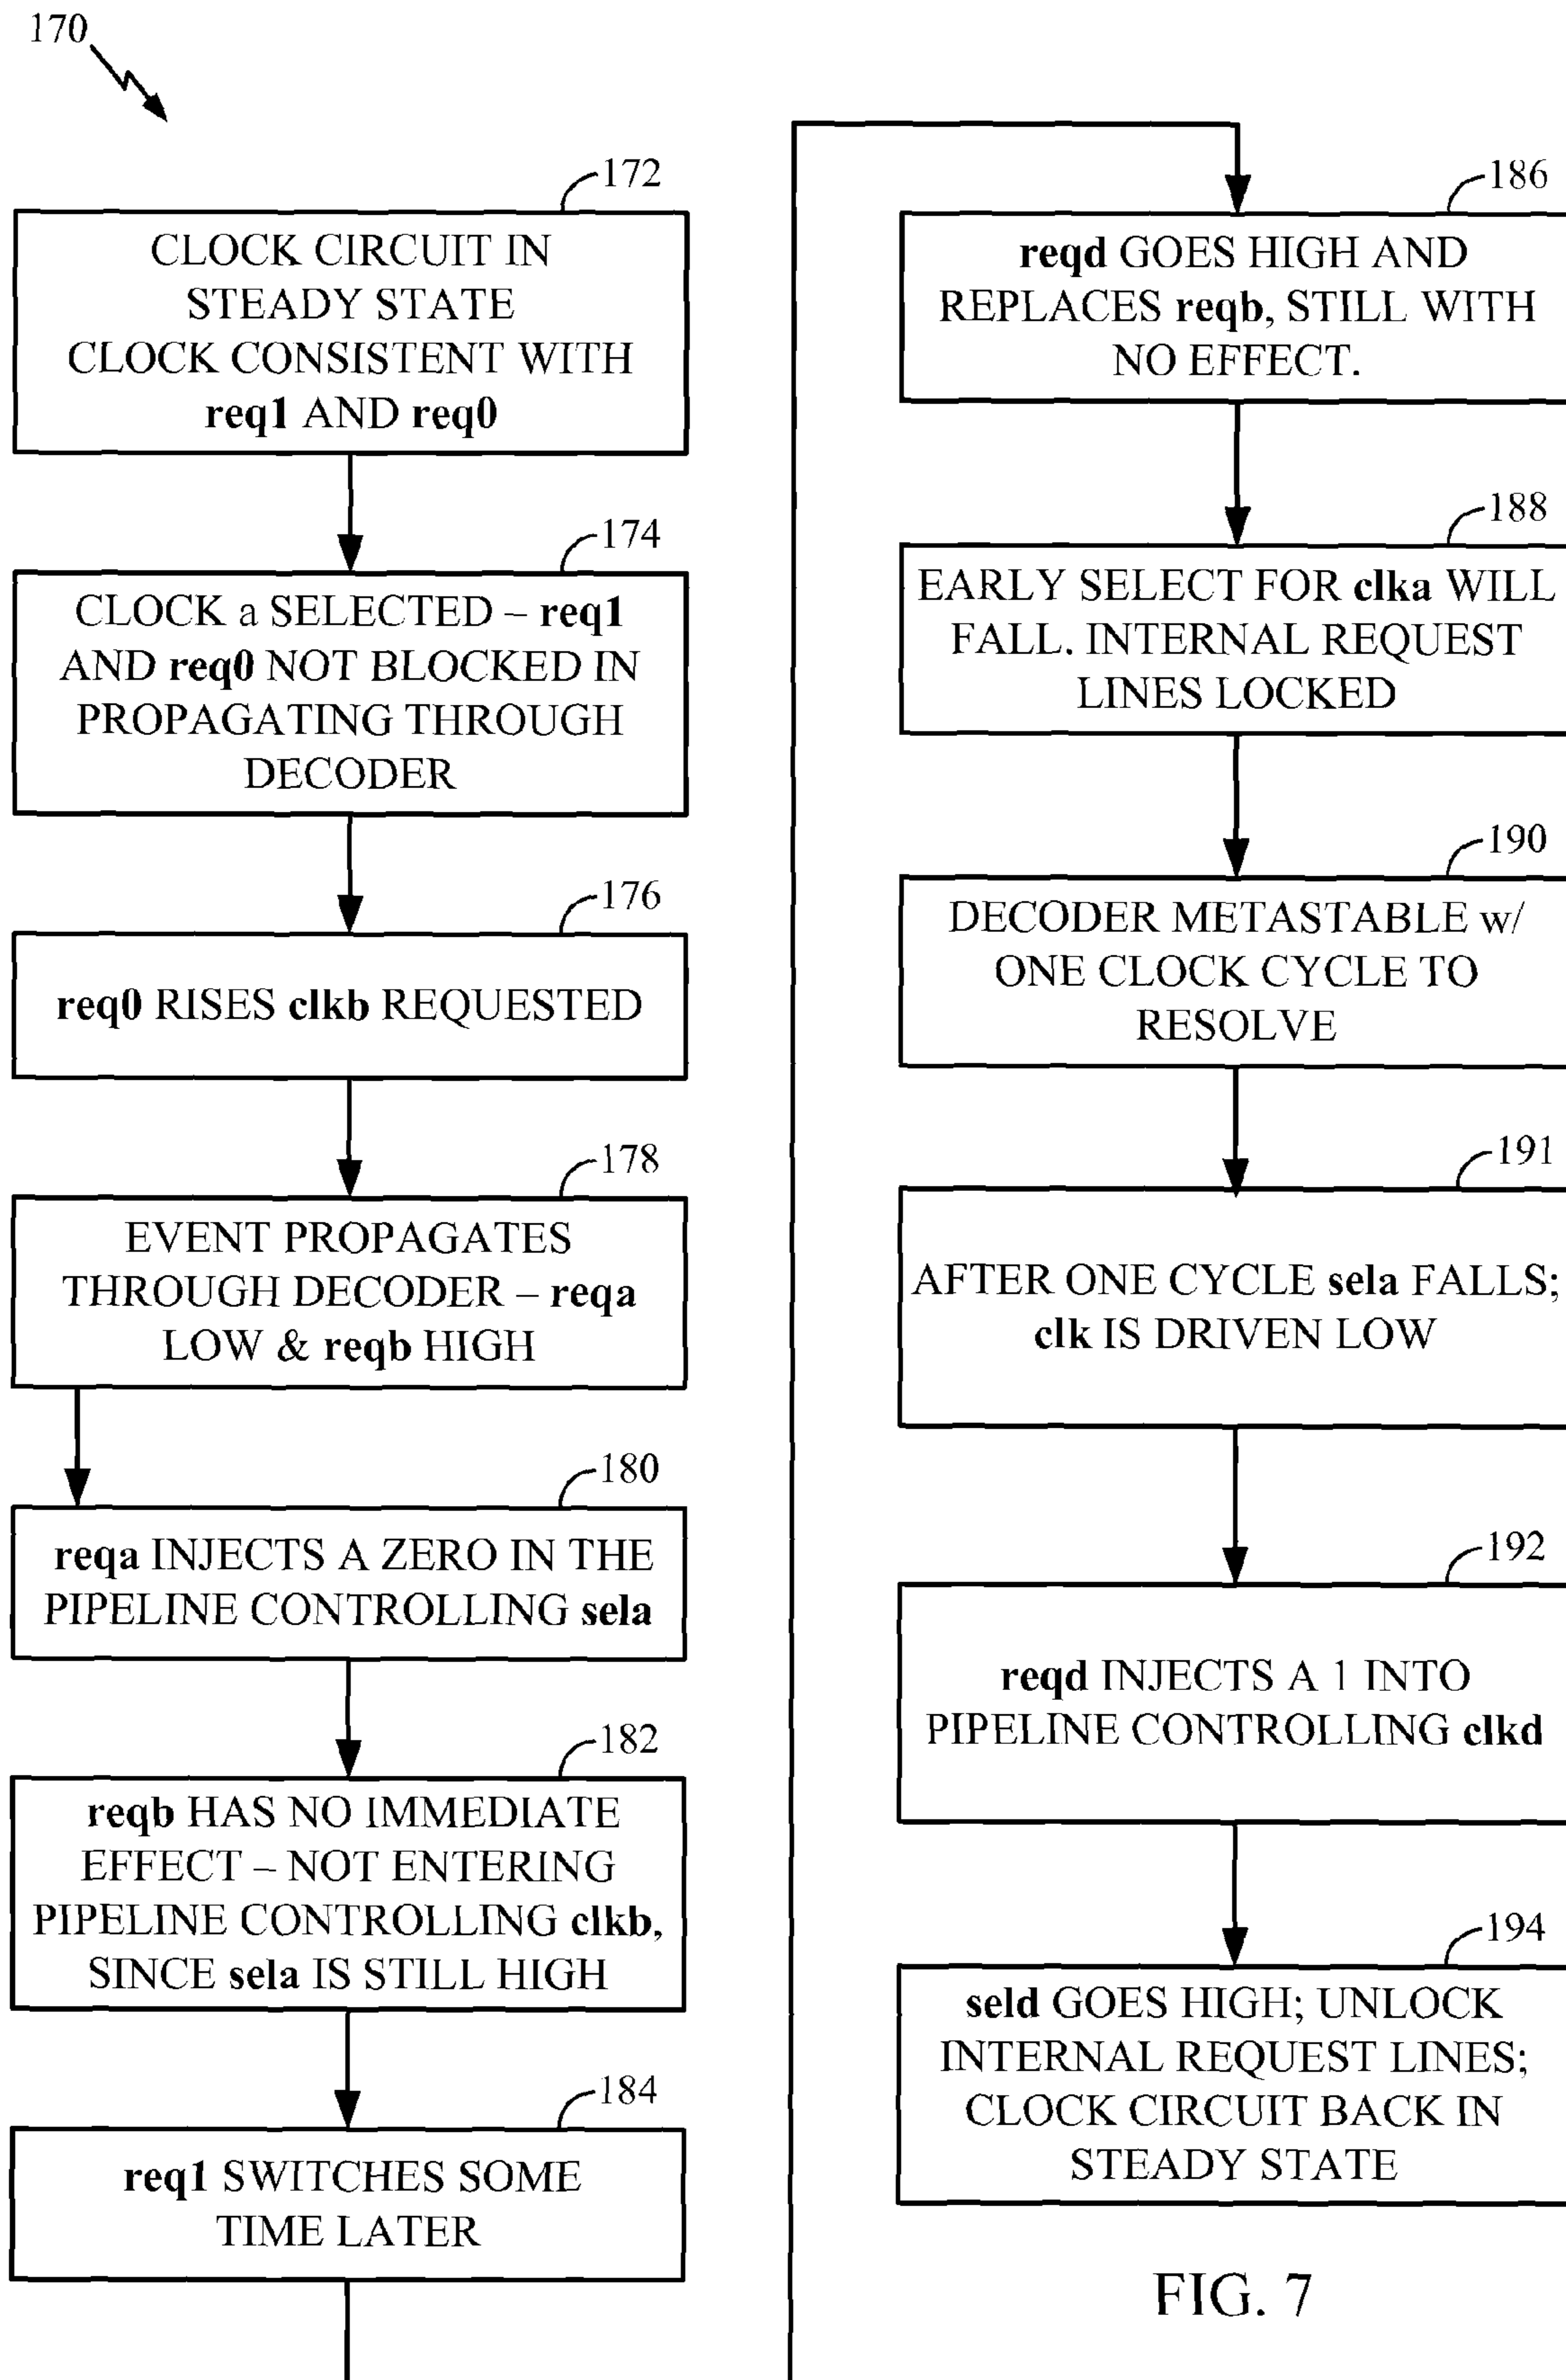 170
172
CLOCK CIRCUIT IN
STEADY STATE
CLOCK CONSISTENT WITH
req1 AND req0
174
CLOCK a SELECTED – req1
AND req0 NOT BLOCKED IN
PROPAGATING THROUGH
DECODER
176
req0 RISES clkb REQUESTED
178
EVENT PROPAGATES
THROUGH DECODER – reqa
LOW & reqb HIGH
180
reqa INJECTS A ZERO IN THE
PIPELINE CONTROLLING sela
182
reqb HAS NO IMMEDIATE
EFFECT – NOT ENTERING
PIPELINE CONTROLLING clkb,
SINCE sela IS STILL HIGH
184
req1 SWITCHES SOME
TIME LATER
186
reqd GOES HIGH AND
REPLACES reqb, STILL WITH
NO EFFECT.
188
EARLY SELECT FOR clka WILL
FALL. INTERNAL REQUEST
LINES LOCKED
190
DECODER METASTABLE w/
ONE CLOCK CYCLE TO
RESOLVE
191
AFTER ONE CYCLE sela FALLS;
clk IS DRIVEN LOW
192
reqd INJECTS A 1 INTO
PIPELINE CONTROLLING clkd
194
seld GOES HIGH; UNLOCK
INTERNAL REQUEST LINES;
CLOCK CIRCUIT BACK IN
STEADY STATE
FIG. 7